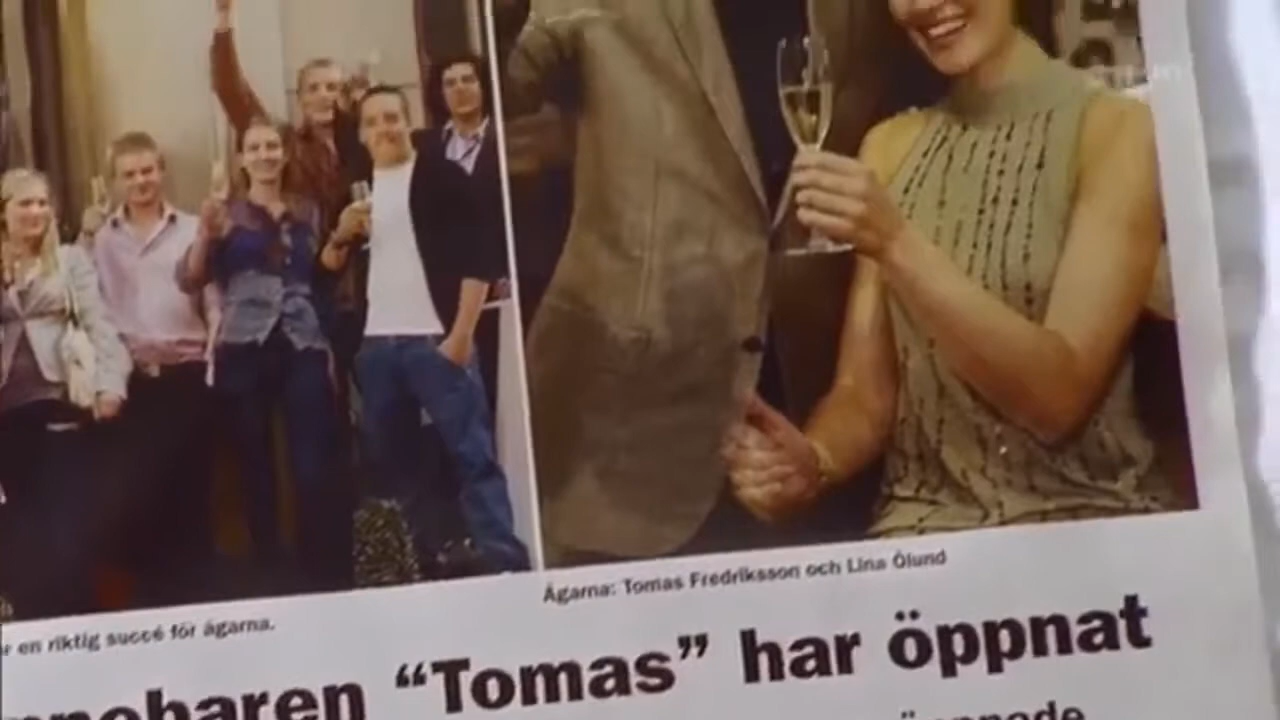 en riktig succé för ägarna.
Ägarna: Tomas Fredriksson och Lina Ölund
“Tomas” har öppnat